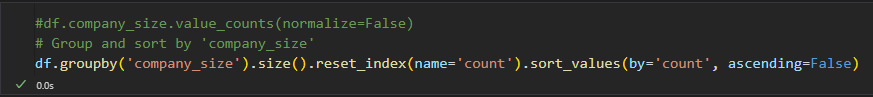 #df.company_size.value_counts(normalize=False)
# Group and sort by 'company_size'
df.groupby('company_size').size().reset_index(name='count').sort_values(by='count', ascending=False)
0.0s